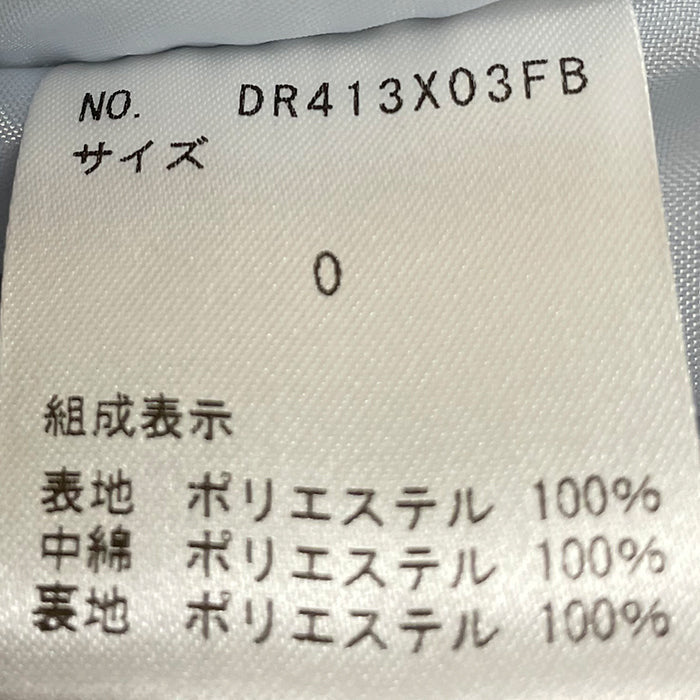 NO. DR413X03FB
サイズ
0
組成表示
表地 ポリエステル 100%
中綿 ポリエステル 100%
裏地 ポリエステル 100%